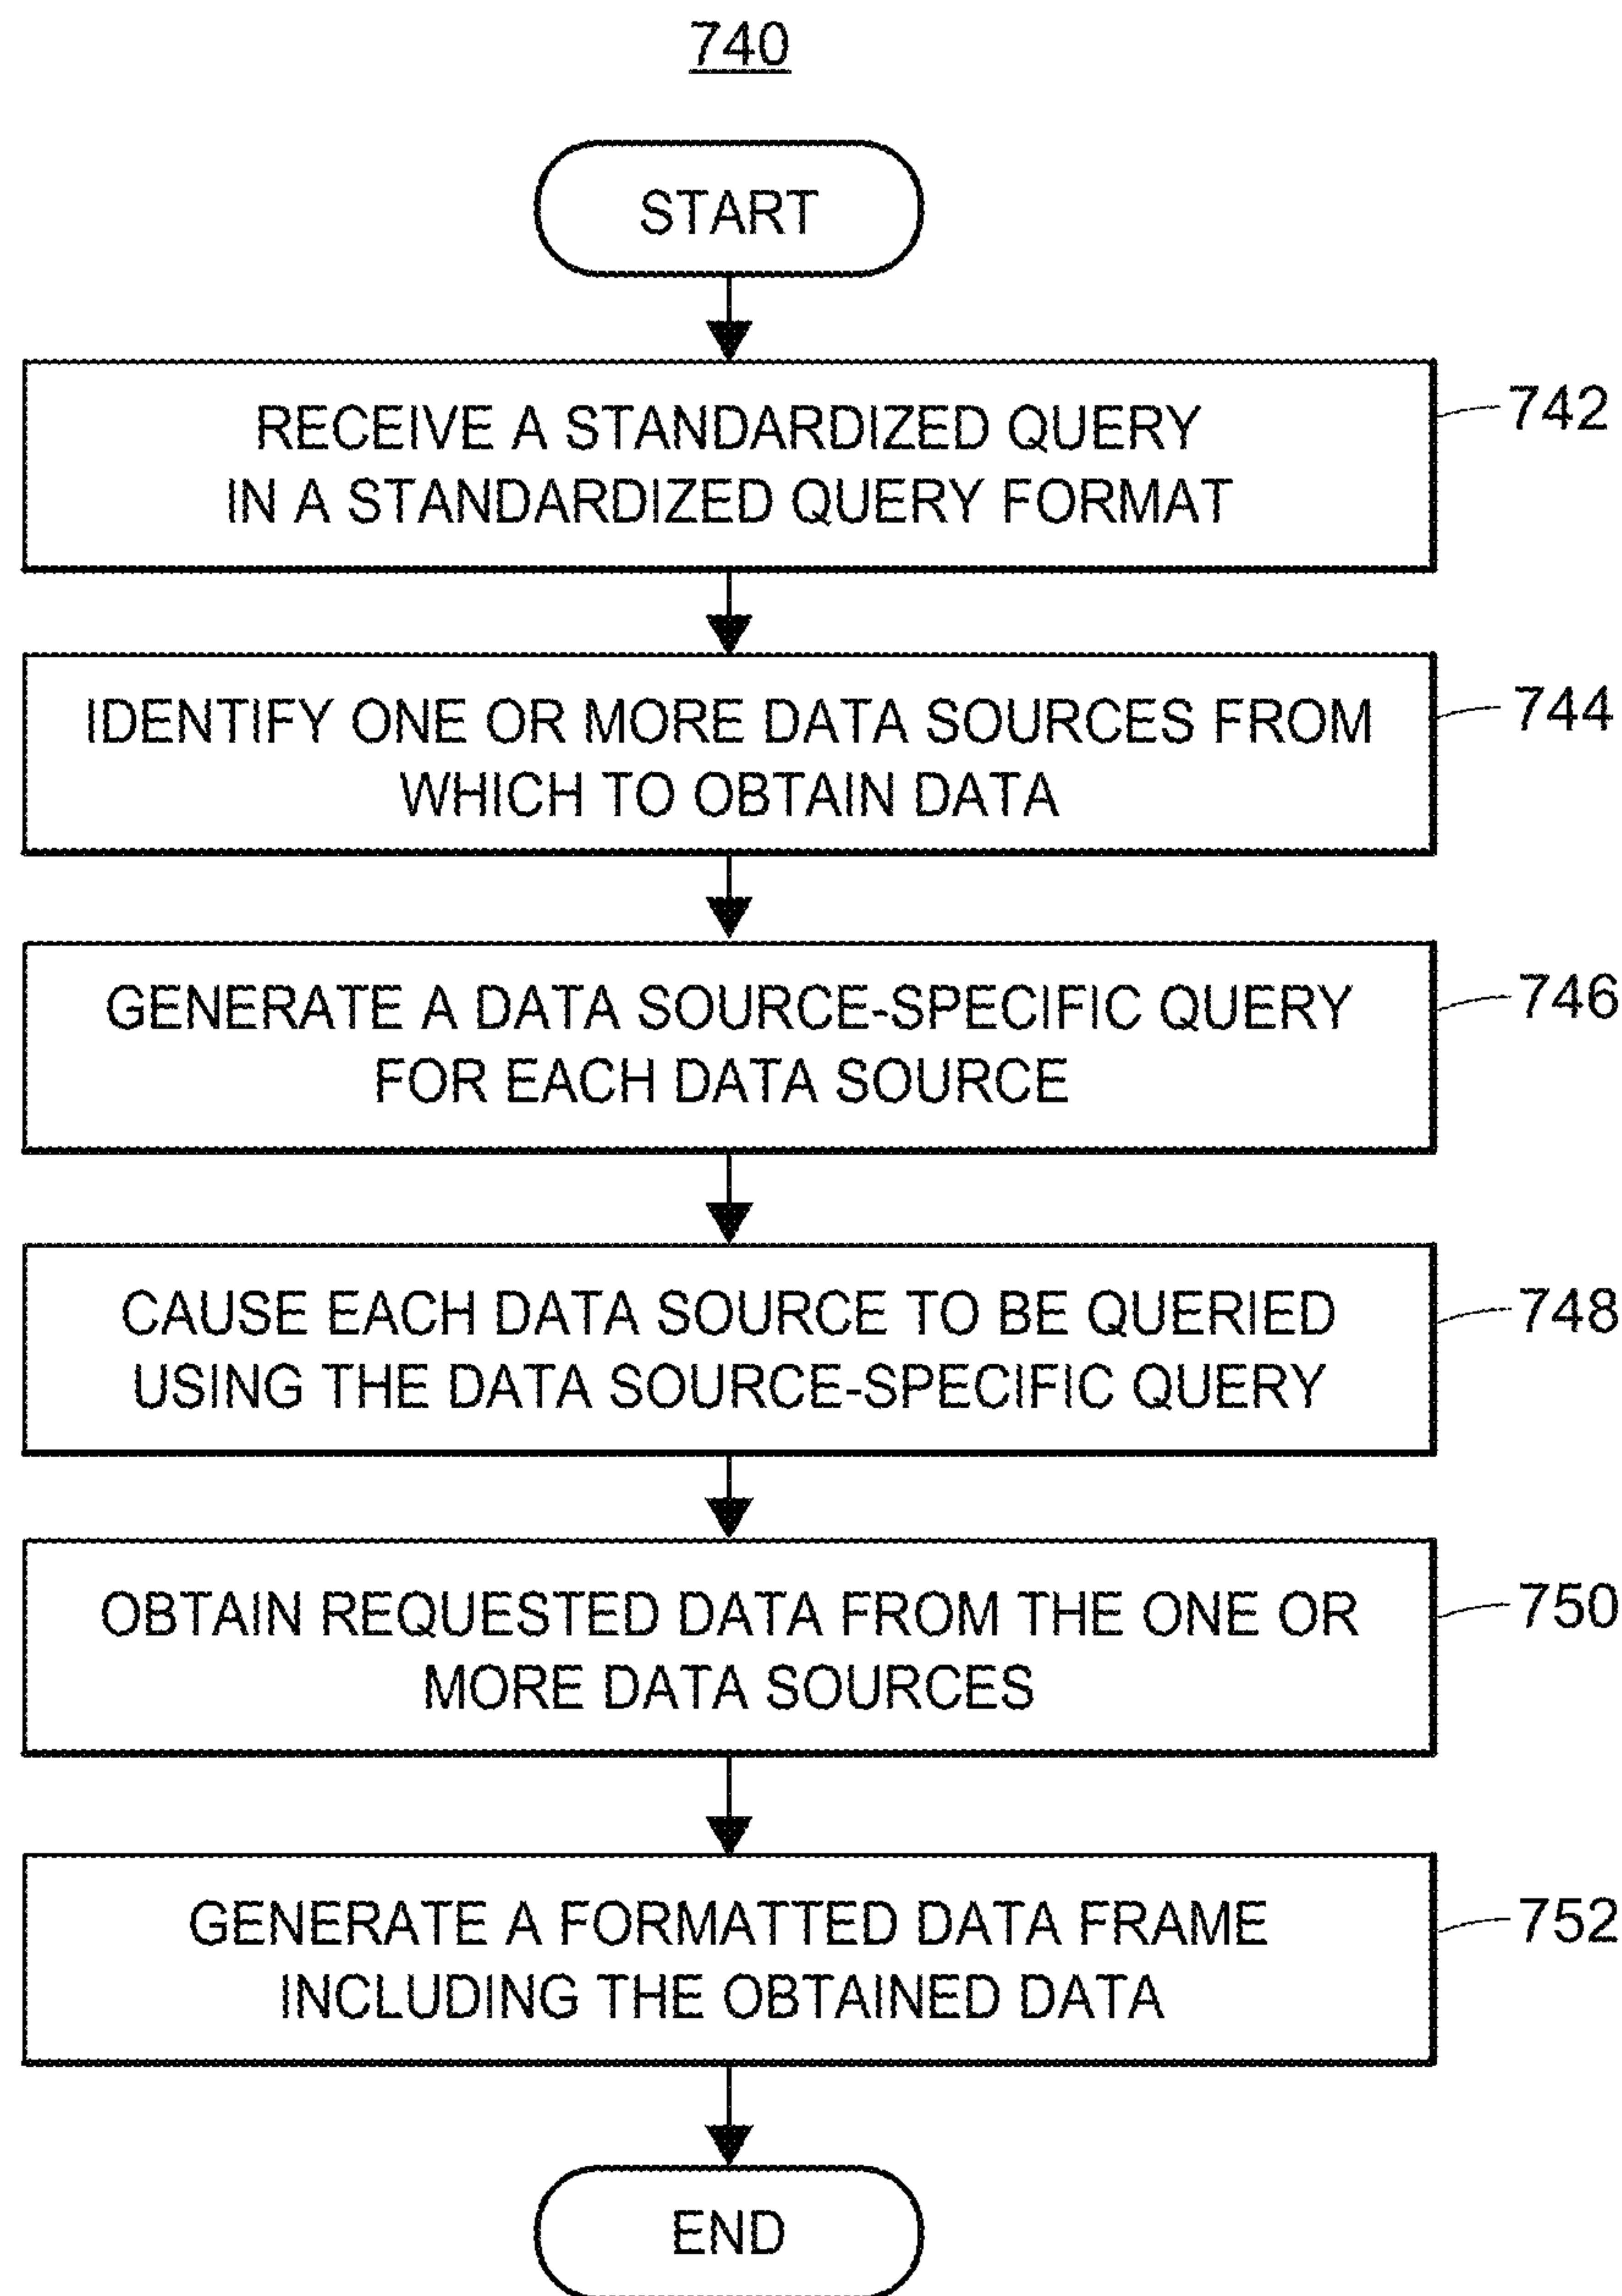 740
START
RECEIVE A STANDARDIZED QUERY
IN A STANDARDIZED QUERY FORMAT
742
IDENTIFY ONE OR MORE DATA SOURCES FROM
WHICH TO OBTAIN DATA
744
GENERATE A DATA SOURCE-SPECIFIC QUERY
FOR EACH DATA SOURCE
746
CAUSE EACH DATA SOURCE TO BE QUERIED
USING THE DATA SOURCE-SPECIFIC QUERY
748
OBTAIN REQUESTED DATA FROM THE ONE OR
MORE DATA SOURCES
750
GENERATE A FORMATTED DATA FRAME
INCLUDING THE OBTAINED DATA
752
END